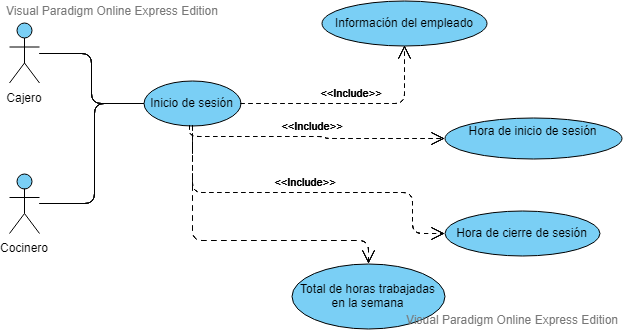 Visual Paradigm Online Express Edition
Información del empleado
Cajero
<<Include>>
Inicio de sesión
<<Include>>
Hora de inicio de sesión
<<Include>>
Cocinero
Hora de cierre de sesión
Total de horas trabajadas
en la semana
Visual Paradigm Online Express Edition